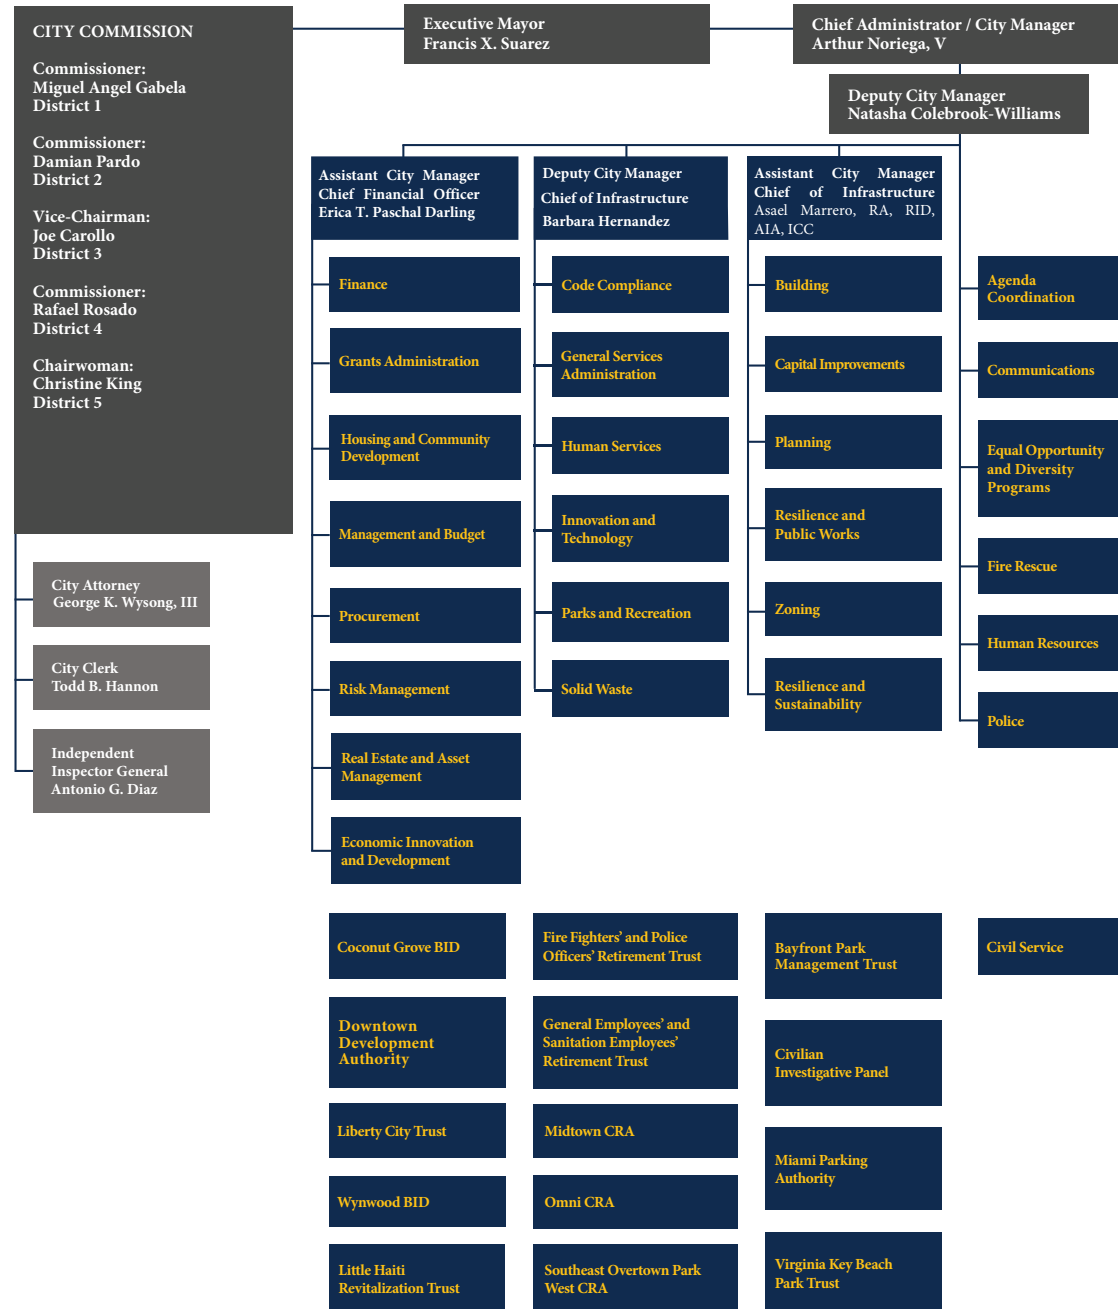 CITY COMMISSION
Commissioner:
Miguel Angel Gabela
District 1
Commissioner:
Damian Pardo
District 2
Vice-Chairman:
Joe Carollo
District 3
Commissioner:
Rafael Rosado
District 4
Chairwoman:
Christine King
District 5
Executive Mayor
Francis X. Suarez
Chief Administrator / City Manager
Arthur Noriega, V
Deputy City Manager
Natasha Colebrook-Williams
City Attorney
George K. Wysong, III
City Clerk
Todd B. Hannon
Independent
Inspector General
Antonio G. Diaz
Assistant City Manager
Chief Financial Officer
Erica T. Paschal Darling
Finance
Grants Administration
Housing and Community
Development
Management and Budget
Procurement
Risk Management
Real Estate and Asset
Management
Economic Innovation
and Development
Deputy City Manager
Chief of Infrastructure
Barbara Hernandez
Code Compliance
General Services
Administration
Human Services
Innovation and
Technology
Parks and Recreation
Solid Waste
Assistant City Manager
Chief of Infrastructure
Asael Marrero, RA, RID,
AIA, ICC
Building
Capital Improvements
Planning
Resilience and
Public Works
Zoning
Resilience and
Sustainability
Agenda
Coordination
Communications
Equal Opportunity
and Diversity
Programs
Fire Rescue
Human Resources
Police
Coconut Grove BID
Downtown
Development
Authority
Liberty City Trust
Wynwood BID
Little Haiti
Revitalization Trust
Fire Fighters’ and Police
Officers’ Retirement Trust
General Employees’ and
Sanitation Employees’
Retirement Trust
Midtown CRA
Omni CRA
Southeast Overtown Park
West CRA
Bayfront Park
Management Trust
Civilian
Investigative Panel
Miami Parking
Authority
Virginia Key Beach
Park Trust
Civil Service